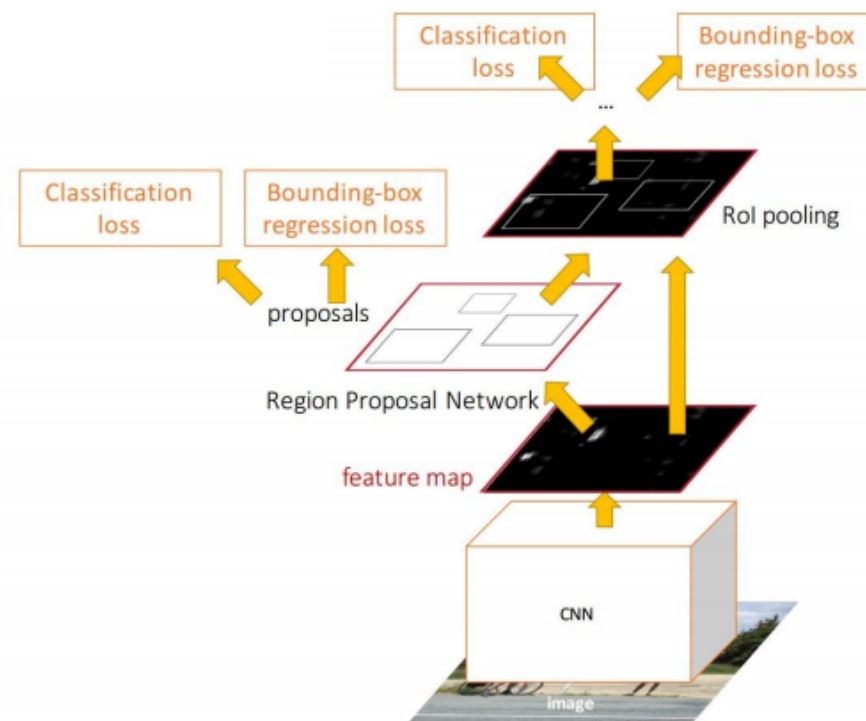 Classification
loss
Bounding-box
regression loss
...
Classification
loss
Bounding-box
regression loss
RoI pooling
proposals
Region Proposal Network
feature map
CNN
image